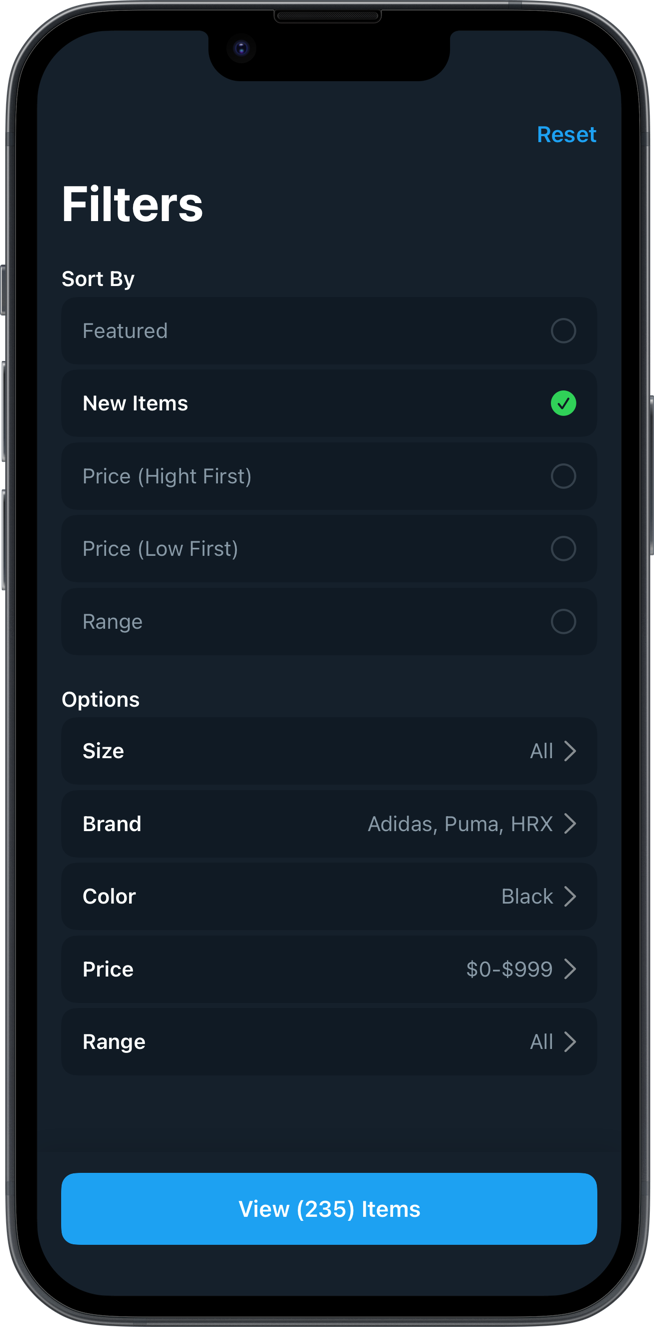 Reset
Filters
Sort By
Featured
New Items
Price (Hight First)
Price (Low First)
Range
Options
Size All
Brand Adidas, Puma, HRX
Color Black
Price $0-$999
Range All
View (235) Items